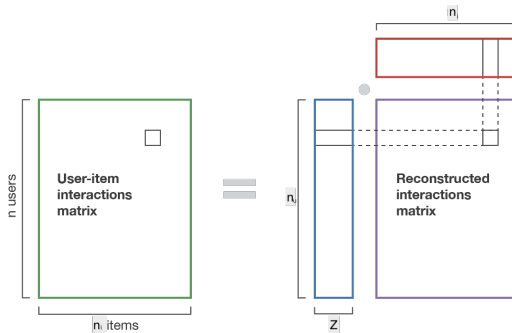 n
User-item
interactions
matrix
n users
n items
n
Z
Reconstructed
interactions
matrix